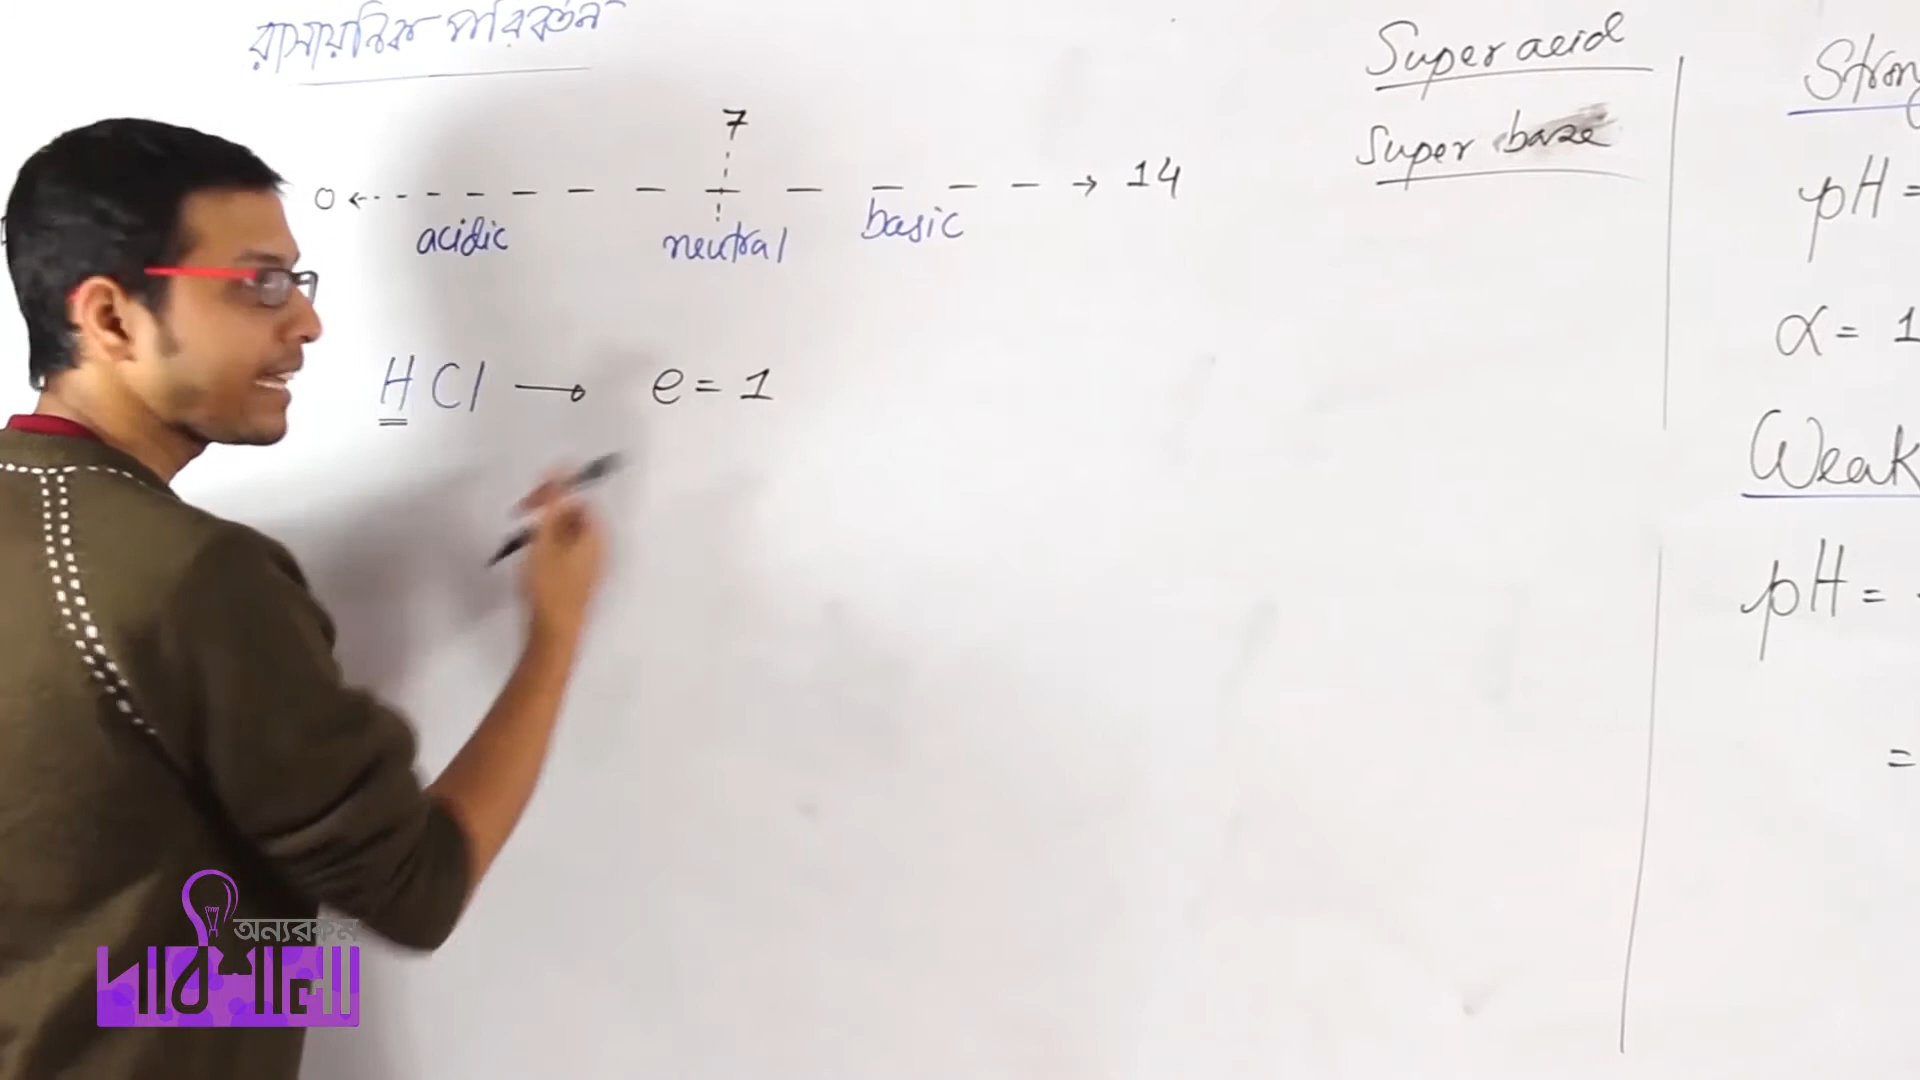 রাসায়নিক পরিবর্তন
7
0 ←--- — — — — — — — — — → 14
acidic neutral basic
HCl → e = 1
Super acid
Super base
Strong
pH =
α = 1
Weak
pH =
=
অন্যরকম
পাঠশালা